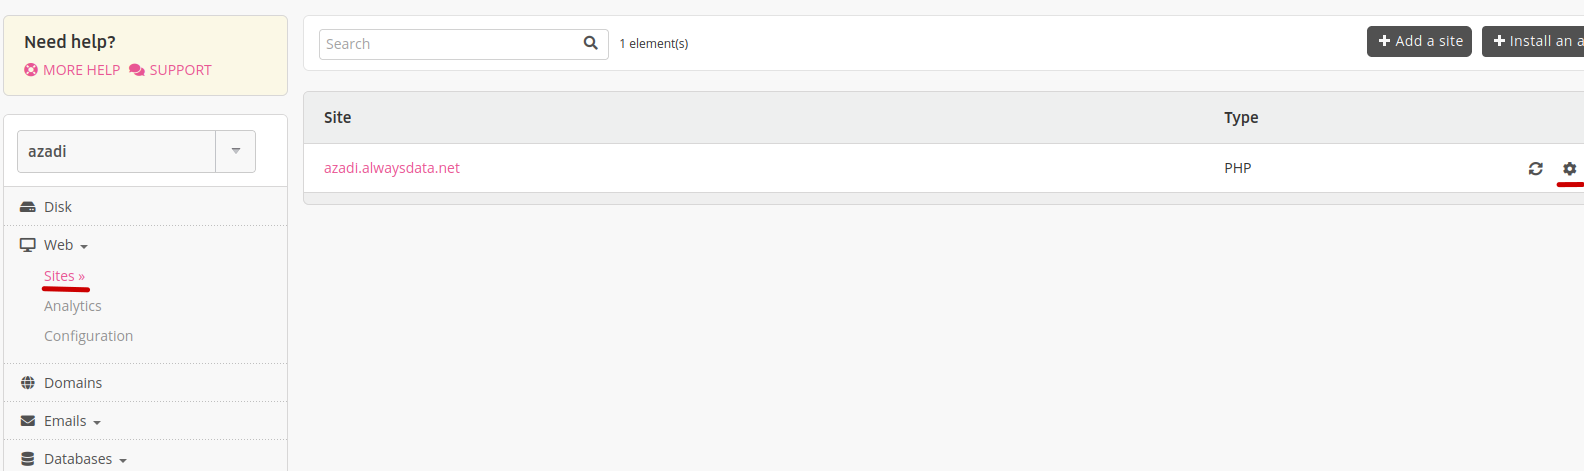 Need help?
MORE HELP SUPPORT
azadi
Disk
Web
Sites »
Analytics
Configuration
Domains
Emails
Databases
Search
1 element(s)
Add a site
Install an a
Site Type
azadi.alwaysdata.net PHP